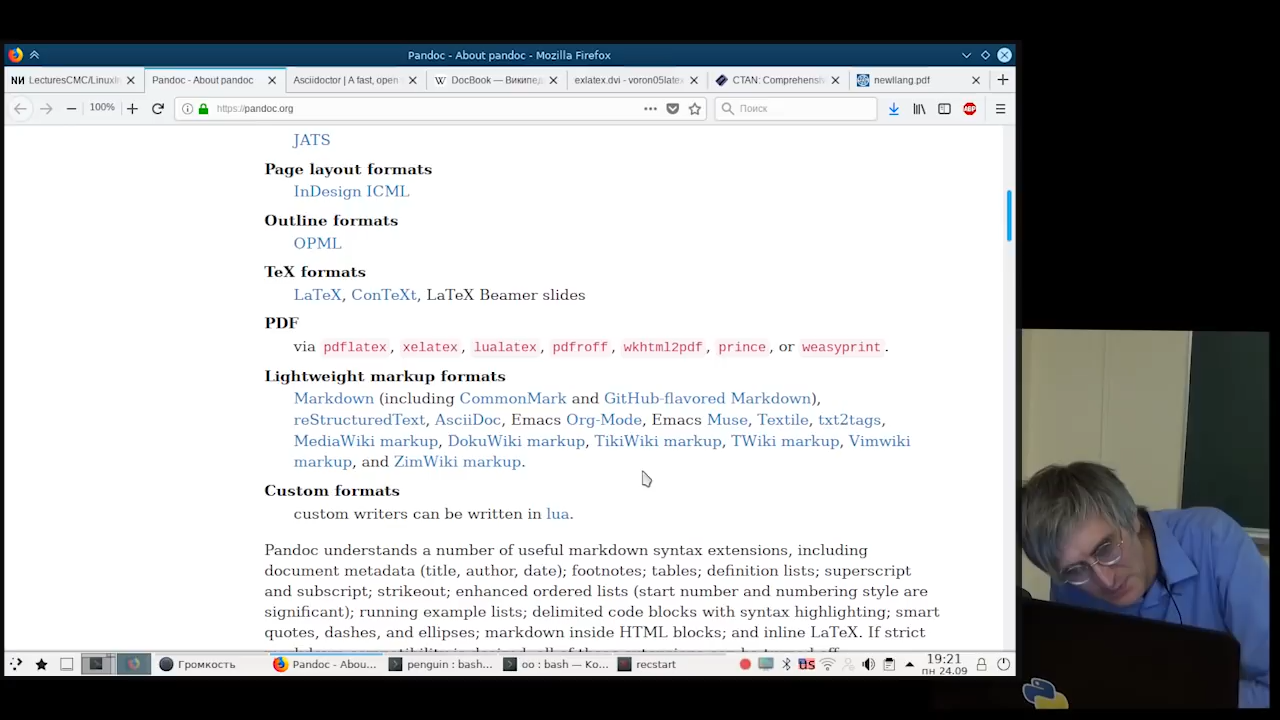 Pandoc - About pandoc - Mozilla Firefox
LecturesCMC/LinuxIn
Pandoc - About pandoc
Asciidoctor | A fast, open
DocBook — Википед
exlatex.dvi - voron05latex
CTAN: Comprehensiv
newllang.pdf
100%
https://pandoc.org
Поиск
ABP
JATS
Page layout formats
InDesign ICML
Outline formats
OPML
TeX formats
LaTeX, ConTeXt, LaTeX Beamer slides
PDF
via pdflatex, xelatex, lualatex, pdfroff, wkhtml2pdf, prince, or weasyprint.
Lightweight markup formats
Markdown (including CommonMark and GitHub-flavored Markdown),
reStructuredText, AsciiDoc, Emacs Org-Mode, Emacs Muse, Textile, txt2tags,
MediaWiki markup, DokuWiki markup, TikiWiki markup, TWiki markup, Vimwiki
markup, and ZimWiki markup.
Custom formats
custom writers can be written in lua.
Pandoc understands a number of useful markdown syntax extensions, including
document metadata (title, author, date); footnotes; tables; definition lists; superscript
and subscript; strikeout; enhanced ordered lists (start number and numbering style are
significant); running example lists; delimited code blocks with syntax highlighting; smart
quotes, dashes, and ellipses; markdown inside HTML blocks; and inline LaTeX. If strict
Громкость
Pandoc - Abou...
penguin : bash...
oo : bash — Ko...
recstart
us
19:21
пн 24.09